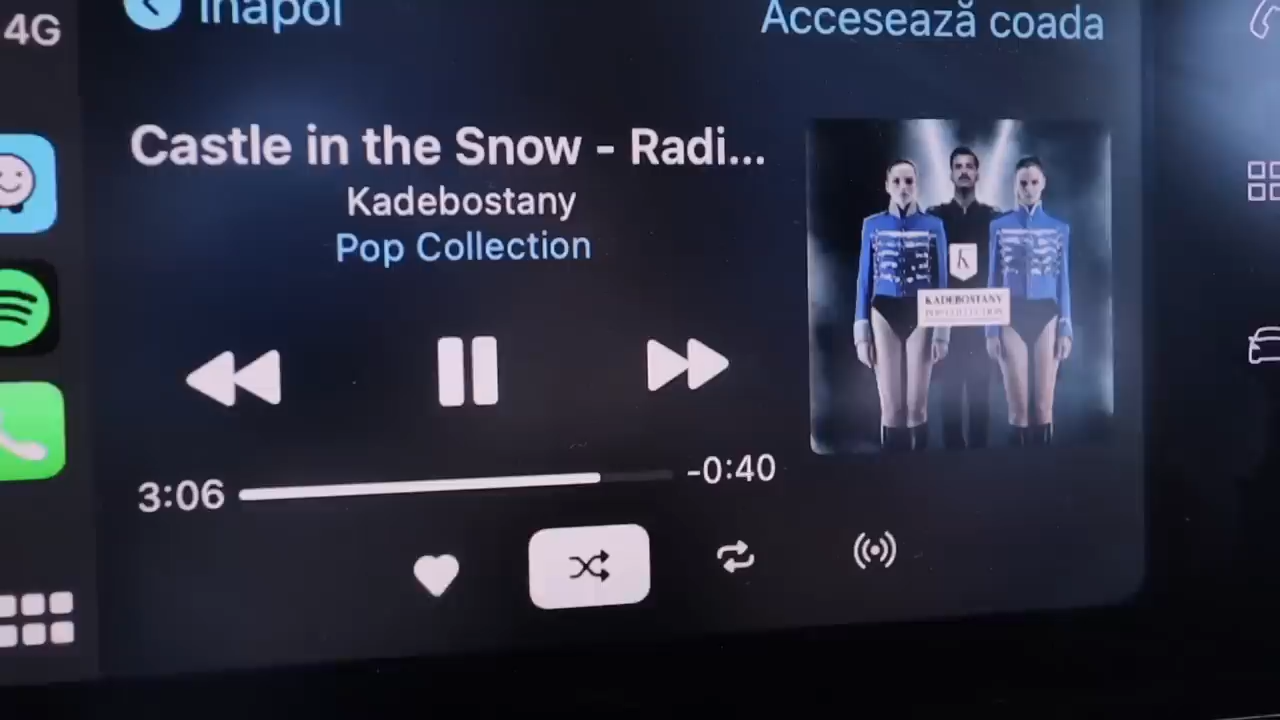 4G
Înapoi
Accesează coada
Castle in the Snow - Radi...
Kadebostany
Pop Collection
K
KADEBOSTANY
POP COLLECTION
3:06
-0:40